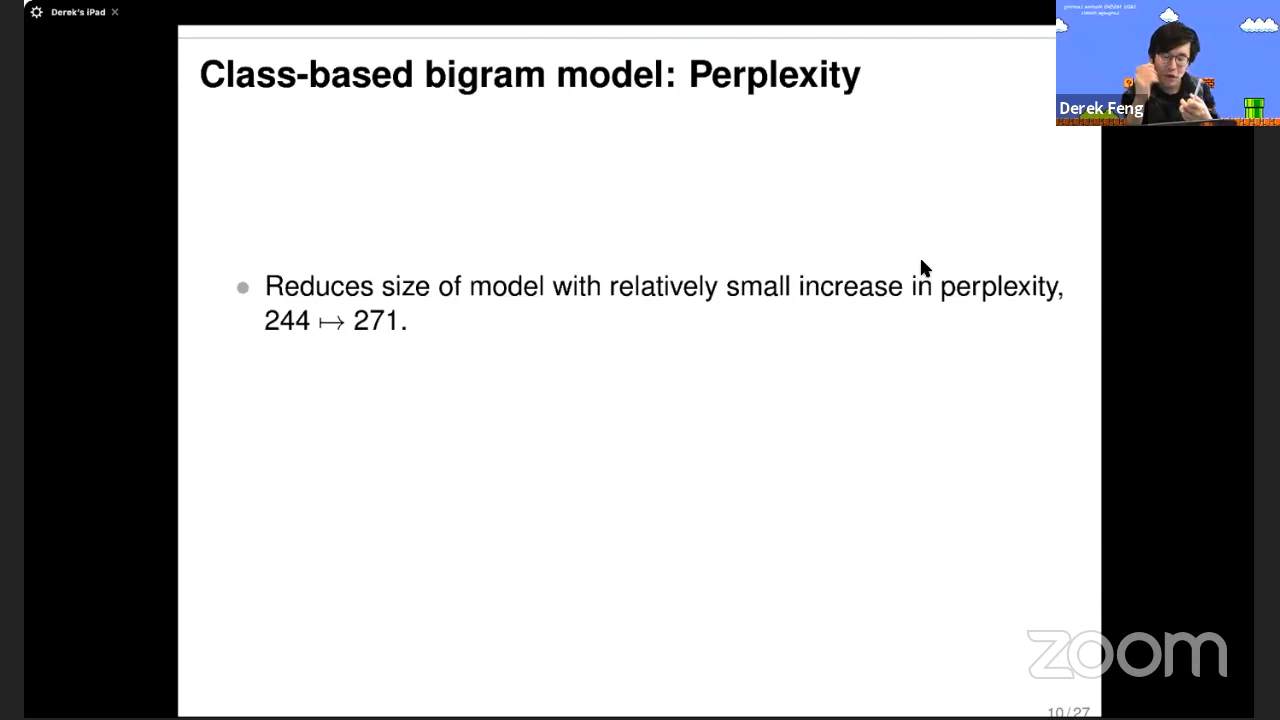 Derek's iPad
Class-based bigram model: Perplexity
Derek Feng
Reduces size of model with relatively small increase in perplexity,
244 ↦ 271.
zoom
10/27